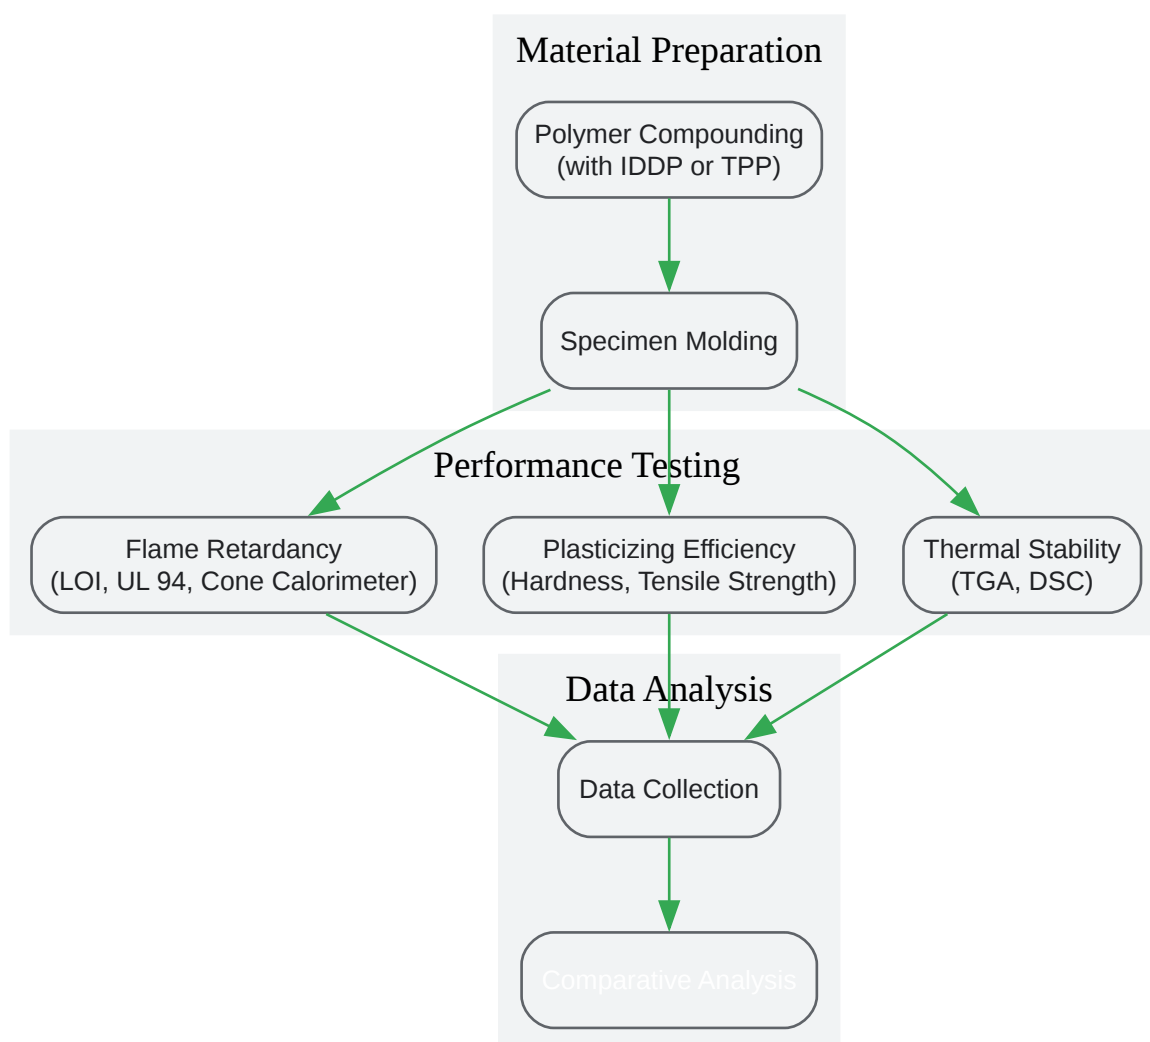 Material Preparation
Polymer Compounding
(with IDDP or TPP)
Specimen Molding
Performance Testing
Flame Retardancy
(LOI, UL 94, Cone Calorimeter)
Plasticizing Efficiency
(Hardness, Tensile Strength)
Thermal Stability
(TGA, DSC)
Data Analysis
Data Collection
Comparative Analysis